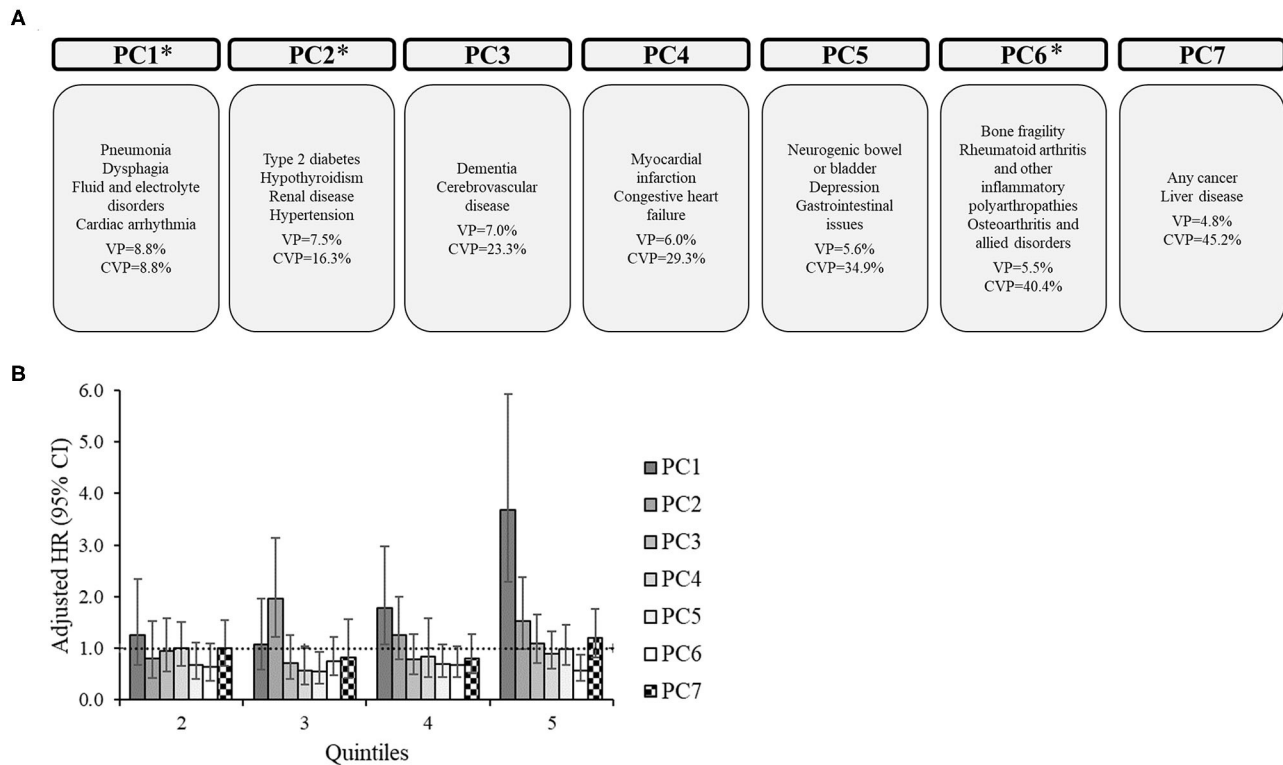 A
PC1*
PC2*
PC3
PC4
PC5
PC6*
PC7
Pneumonia
Dysphagia
Fluid and electrolyte
disorders
Cardiac arrhythmia
VP=8.8%
CVP=8.8%
Type 2 diabetes
Hypothyroidism
Renal disease
Hypertension
VP=7.5%
CVP=16.3%
Dementia
Cerebrovascular
disease
VP=7.0%
CVP=23.3%
Myocardial
infarction
Congestive heart
failure
VP=6.0%
CVP=29.3%
Neurogenic bowel
or bladder
Depression
Gastrointestinal
issues
VP=5.6%
CVP=34.9%
Bone fragility
Rheumatoid arthritis
and other
inflammatory
polyarthropathies
Osteoarthritis and
allied disorders
VP=5.5%
CVP=40.4%
Any cancer
Liver disease
VP=4.8%
CVP=45.2%
B
Adjusted HR (95% CI)
6.0
5.0
4.0
3.0
2.0
1.0
0.0
2
3
4
5
Quintiles
PC1
PC2
PC3
PC4
PC5
PC6
PC7